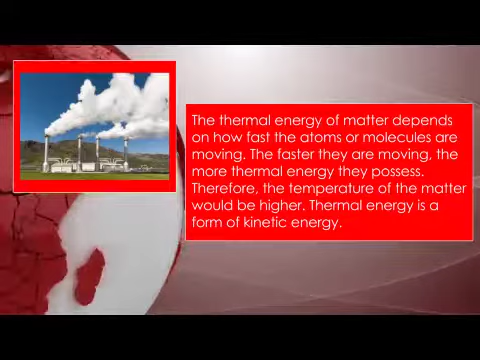 The thermal energy of matter depends
on how fast the atoms or molecules are
moving. The faster they are moving, the
more thermal energy they possess.
Therefore, the temperature of the matter
would be higher. Thermal energy is a
form of kinetic energy.